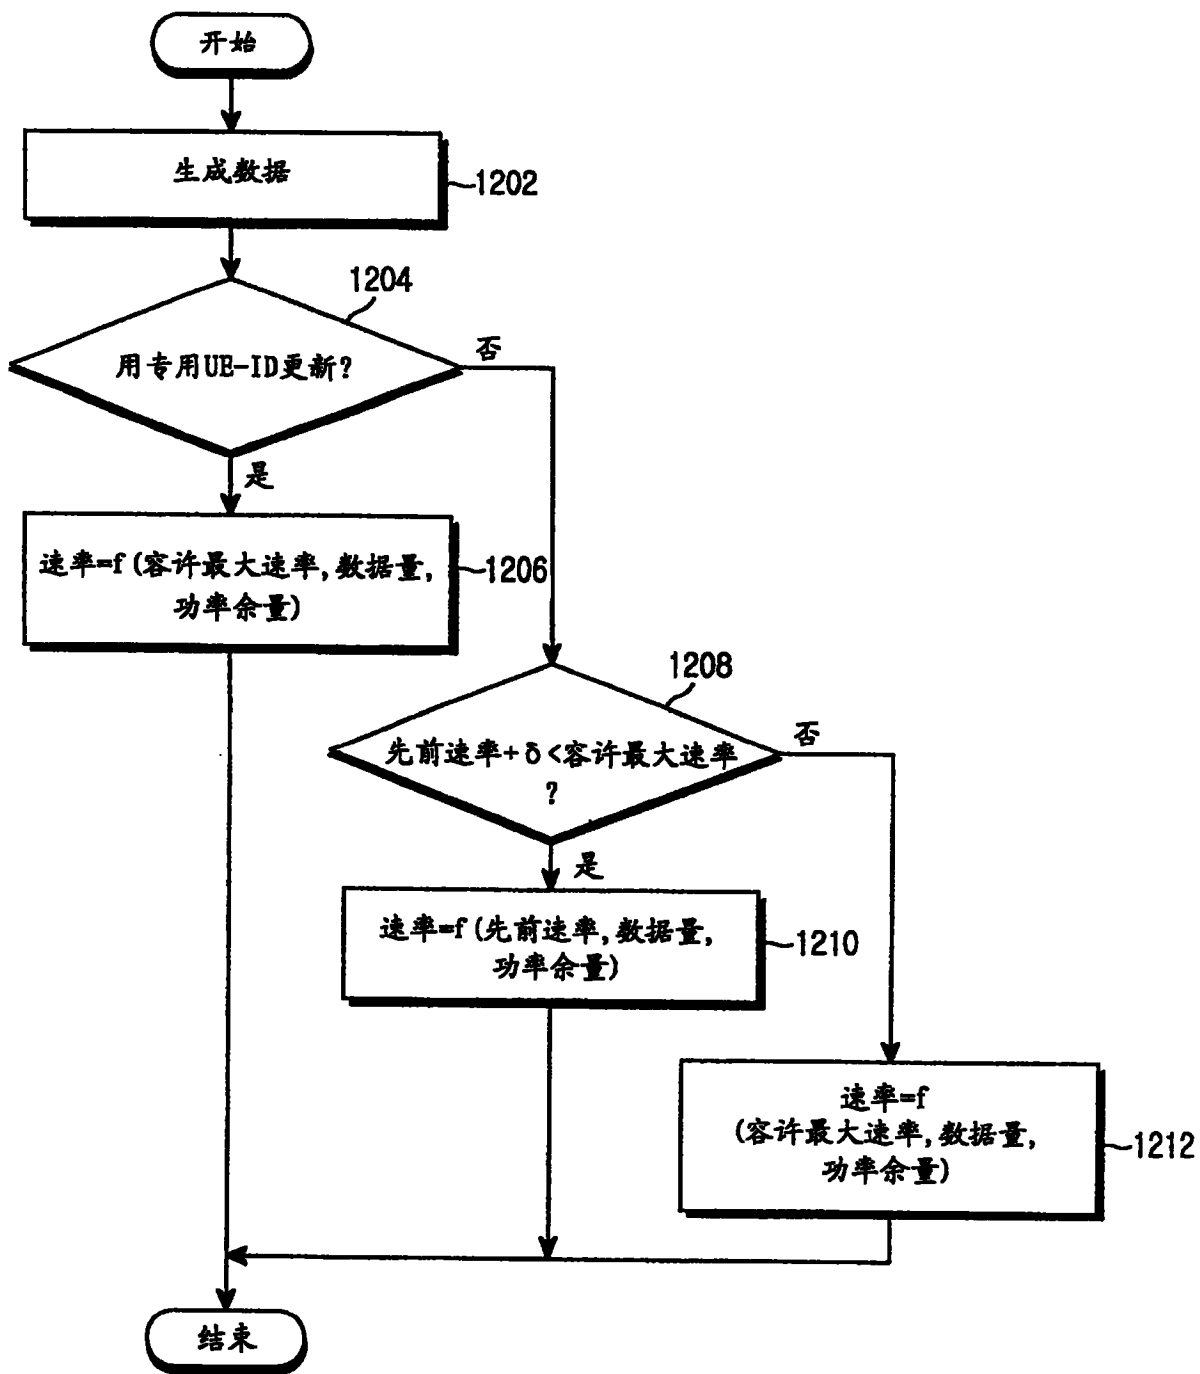 开始
生成数据
1202
1204
用专用UE-ID更新?
否
是
速率=f(容许最大速率,数据量,
功率余量)
1206
1208
先前速率+δ<容许最大速率
?
否
是
速率=f(先前速率,数据量,
功率余量)
1210
速率=f
(容许最大速率,数据量,
功率余量)
1212
结束